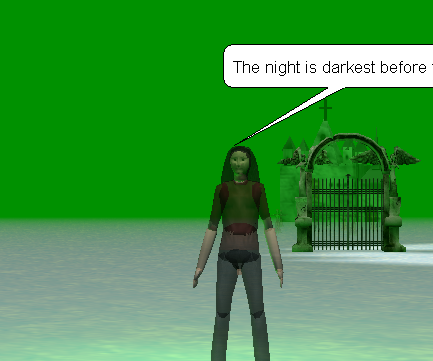 The night is darkest before